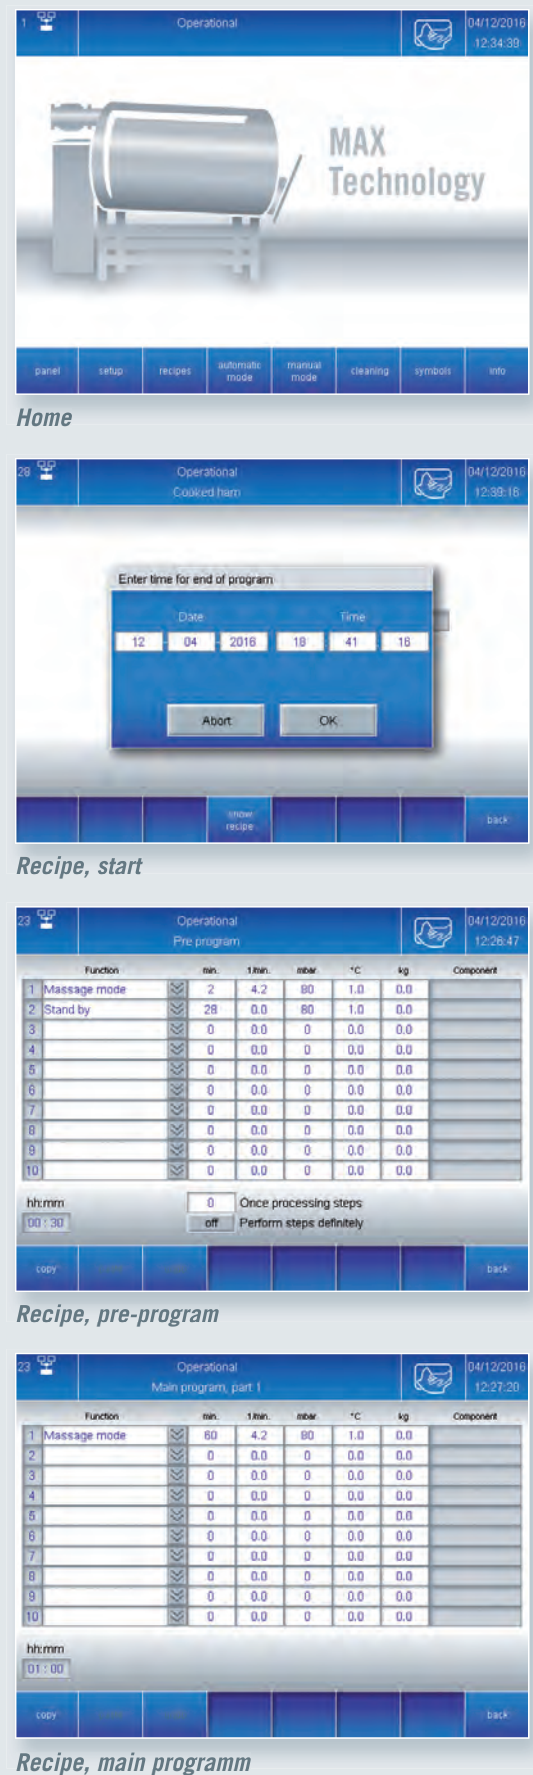 1 Operational 04/12/2016
12:34:39
MAX
Technology
panel setup recipes automatic mode manual mode cleaning symbols info
Home
28 Operational 04/12/2016
Cooked ham 12:39:16
Enter time for end of program
Date Time
12 04 2016 18 41 16
Abort OK
show recipe back
Recipe, start
23 Operational 04/12/2016
Pre program 12:26:47
Function min. 1/min. mbar °C kg Component
1 Massage mode 2 4.2 80 1.0 0.0
2 Stand by 28 0.0 80 1.0 0.0
3 0 0.0 0 0.0 0.0
4 0 0.0 0 0.0 0.0
5 0 0.0 0 0.0 0.0
6 0 0.0 0 0.0 0.0
7 0 0.0 0 0.0 0.0
8 0 0.0 0 0.0 0.0
9 0 0.0 0 0.0 0.0
10 0 0.0 0 0.0 0.0
hh:mm 0 Once processing steps
00 : 30 off Perform steps definitely
copy back
Recipe, pre-program
23 Operational 04/12/2016
Main program, part 1 12:27:20
Function min. 1/min. mbar °C kg Component
1 Massage mode 60 4.2 80 1.0 0.0
2 0 0.0 0 0.0 0.0
3 0 0.0 0 0.0 0.0
4 0 0.0 0 0.0 0.0
5 0 0.0 0 0.0 0.0
6 0 0.0 0 0.0 0.0
7 0 0.0 0 0.0 0.0
8 0 0.0 0 0.0 0.0
9 0 0.0 0 0.0 0.0
10 0 0.0 0 0.0 0.0
hh:mm
01 : 00
copy back
Recipe, main programm